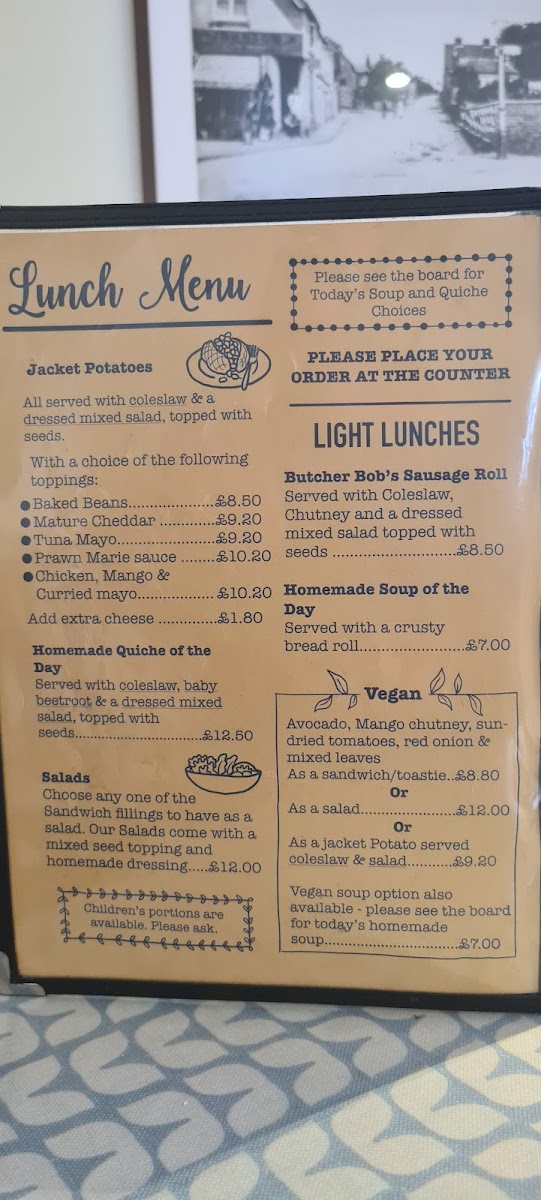 Lunch Menu
Jacket Potatoes
All served with coleslaw & a
dressed mixed salad, topped with
seeds.
With a choice of the following
toppings:
● Baked Beans....................£8.50
● Mature Cheddar .............£9.20
● Tuna Mayo.......................£9.20
● Prawn Marie sauce .......£10.20
● Chicken, Mango &
Curried mayo..................£10.20
Add extra cheese ..............£1.80
Homemade Quiche of the
Day
Served with coleslaw, baby
beetroot & a dressed mixed
salad, topped with
seeds.............................£12.50
Salads
Choose any one of the
Sandwich fillings to have as a
salad. Our Salads come with a
mixed seed topping and
homemade dressing.....£12.00
Children's portions are
available. Please ask.
Please see the board for
Today's Soup and Quiche
Choices
PLEASE PLACE YOUR
ORDER AT THE COUNTER
LIGHT LUNCHES
Butcher Bob's Sausage Roll
Served with Coleslaw,
Chutney and a dressed
mixed salad topped with
seeds ............................£8.50
Homemade Soup of the
Day
Served with a crusty
bread roll........................£7.00
Vegan
Avocado, Mango chutney, sun-
dried tomatoes, red onion &
mixed leaves
As a sandwich/toastie..£8.80
Or
As a salad......................£12.00
Or
As a jacket Potato served
coleslaw & salad..........£9.20
Vegan soup option also
available - please see the board
for today's homemade
soup..............................£7.00